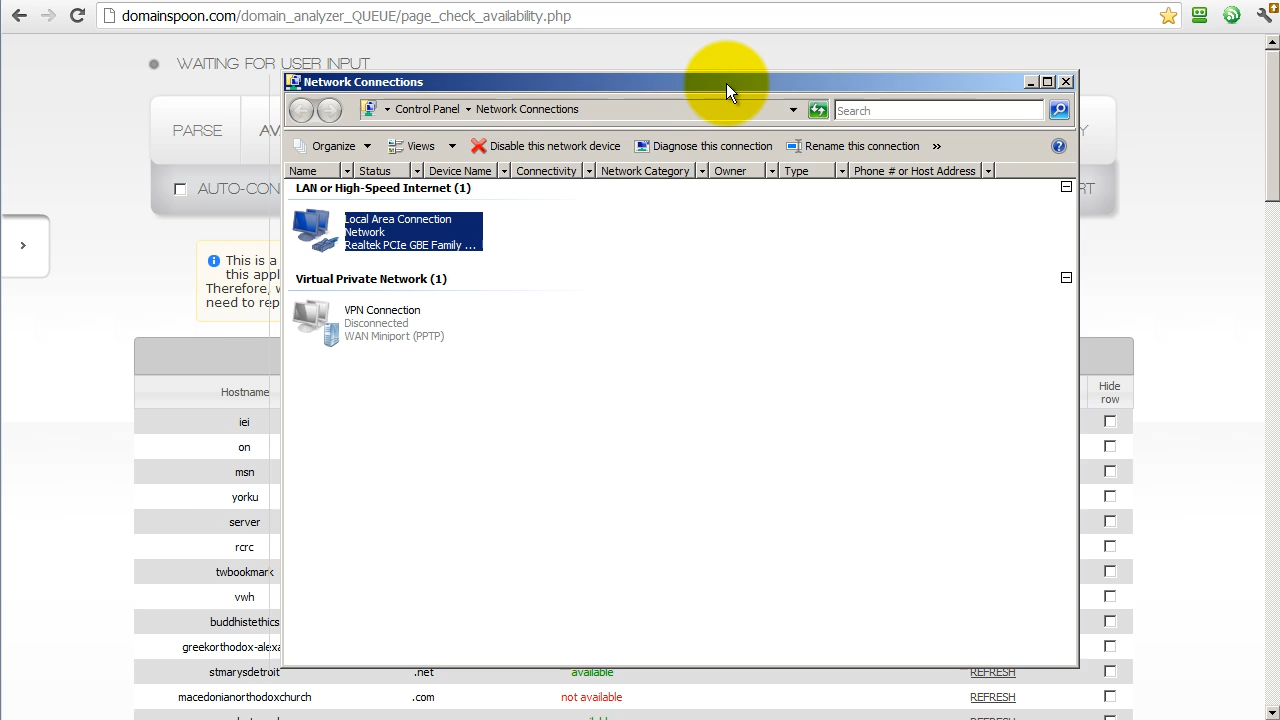 domainspoon.com/domain_analyzer_QUEUE/page_check_availability.php
WAITING FOR USER INPUT
Network Connections
Control Panel Network Connections
Search
PARSE
AV
Y
Organize Views Disable this network device Diagnose this connection Rename this connection »
Name Status Device Name Connectivity Network Category Owner Type Phone # or Host Address
AUTO-CON
RT
LAN or High-Speed Internet (1)
Local Area Connection
Network
Realtek PCIe GBE Family ...
Virtual Private Network (1)
VPN Connection
Disconnected
WAN Miniport (PPTP)
This is a
this appl
Therefore, w
need to rep
Hostname
Hide
row
iei
on
msn
yorku
server
rcrc
twbookmark
vwh
buddhistethics
greekorthodox-alexa
stmarysdetroit .net available REFRESH
macedonianorthodoxchurch .com not available REFRESH